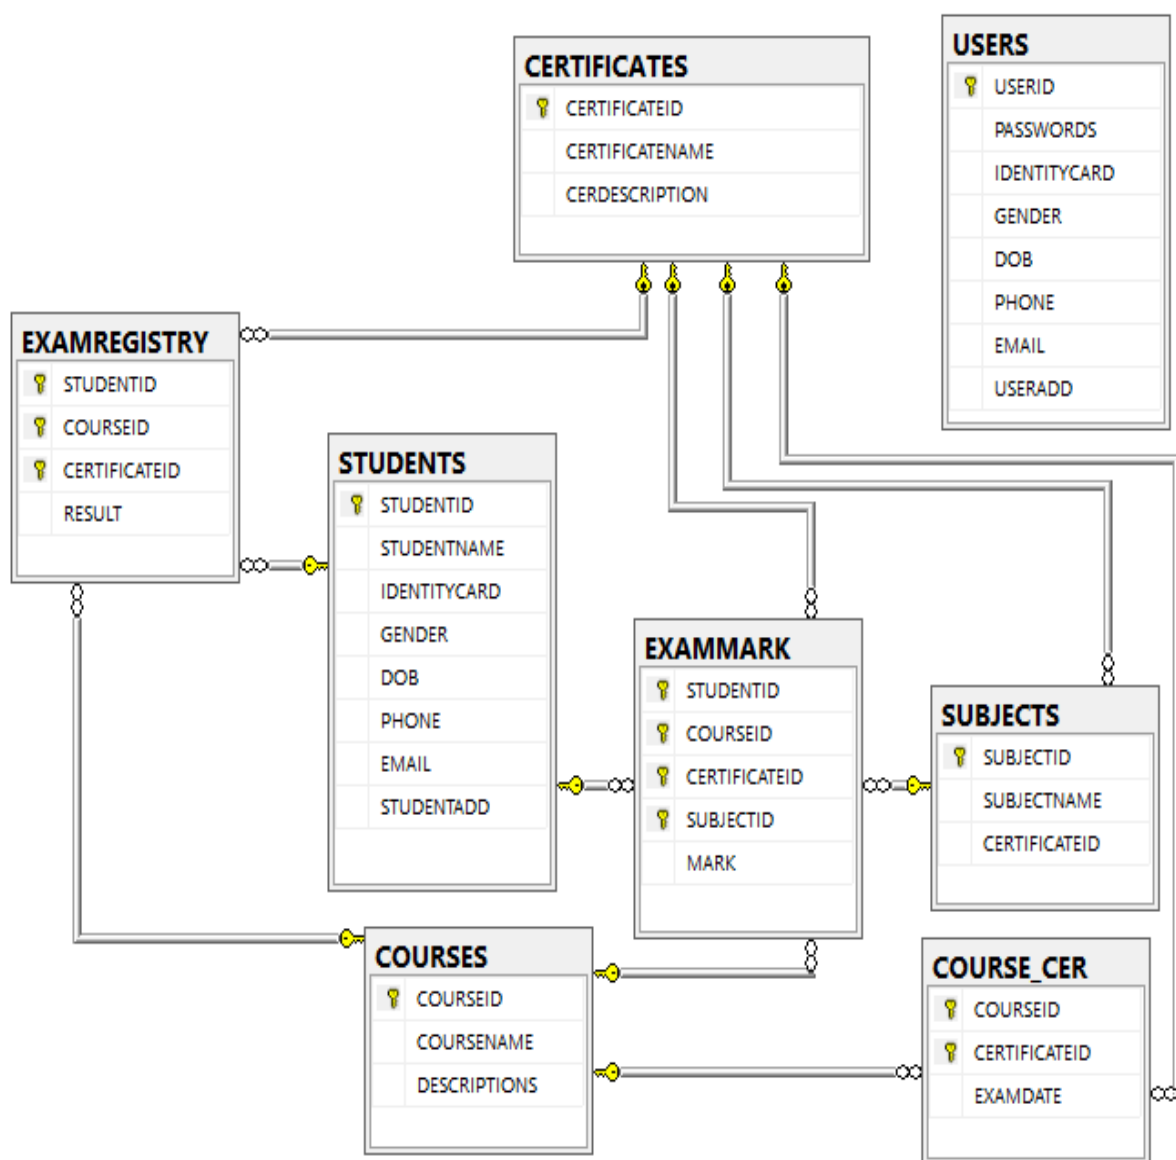 CERTIFICATES
CERTIFICATEID
CERTIFICATENAME
CERDESCRIPTION
USERS
USERID
PASSWORDS
IDENTITYCARD
GENDER
DOB
PHONE
EMAIL
USERADD
EXAMREGISTRY
STUDENTID
COURSEID
CERTIFICATEID
RESULT
STUDENTS
STUDENTID
STUDENTNAME
IDENTITYCARD
GENDER
DOB
PHONE
EMAIL
STUDENTADD
EXAMMARK
STUDENTID
COURSEID
CERTIFICATEID
SUBJECTID
MARK
SUBJECTS
SUBJECTID
SUBJECTNAME
CERTIFICATEID
COURSES
COURSEID
COURSENAME
DESCRIPTIONS
COURSE_CER
COURSEID
CERTIFICATEID
EXAMDATE